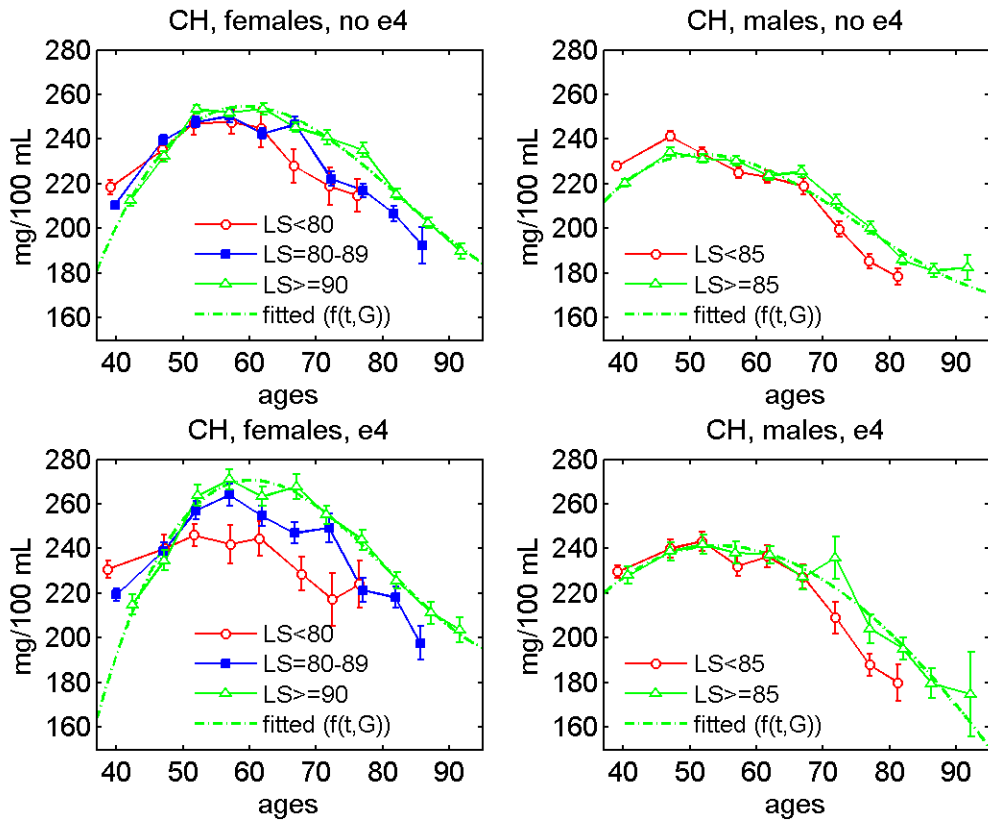 CH, females, no e4
280
260
240
220
200
180
160
mg/100 mL
LS<80
LS=80-89
LS>=90
fitted (f(t,G))
40 50 60 70 80 90
ages
CH, males, no e4
280
260
240
220
200
180
160
mg/100 mL
LS<85
LS>=85
fitted (f(t,G))
40 50 60 70 80 90
ages
CH, females, e4
280
260
240
220
200
180
160
mg/100 mL
LS<80
LS=80-89
LS>=90
fitted (f(t,G))
40 50 60 70 80 90
ages
CH, males, e4
280
260
240
220
200
180
160
mg/100 mL
LS<85
LS>=85
fitted (f(t,G))
40 50 60 70 80 90
ages